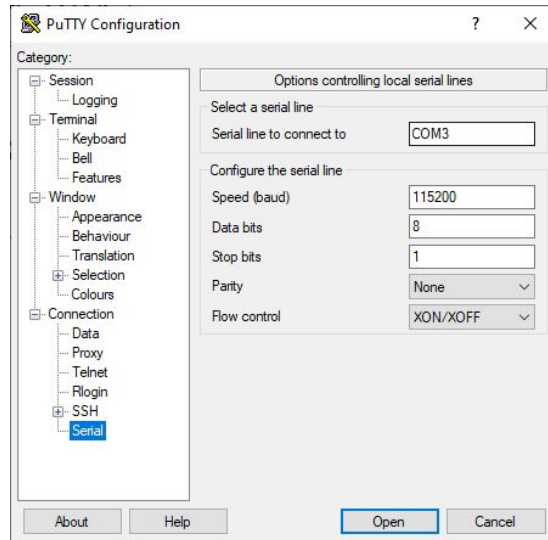 PuTTY Configuration
Category:
Session
Logging
Terminal
Keyboard
Bell
Features
Window
Appearance
Behaviour
Translation
Selection
Colours
Connection
Data
Proxy
Telnet
Rlogin
SSH
Serial
Options controlling local serial lines
Select a serial line
Serial line to connect to COM3
Configure the serial line
Speed (baud) 115200
Data bits 8
Stop bits 1
Parity None
Flow control XON/XOFF
About Help Open Cancel